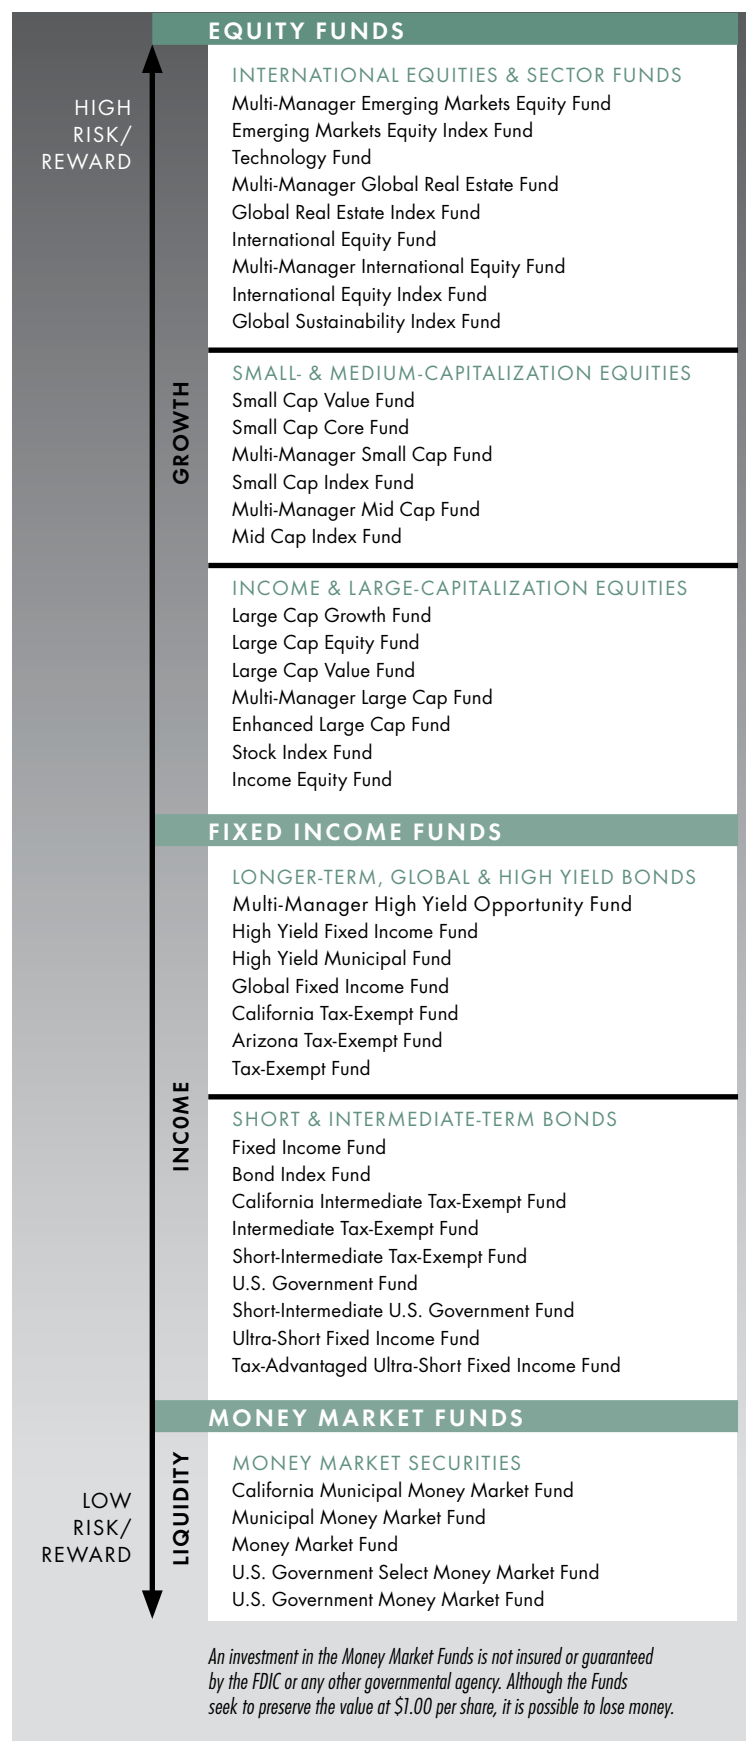 EQUITY FUNDS
HIGH
RISK/
REWARD
INTERNATIONAL EQUITIES & SECTOR FUNDS
Multi-Manager Emerging Markets Equity Fund
Emerging Markets Equity Index Fund
Technology Fund
Multi-Manager Global Real Estate Fund
Global Real Estate Index Fund
International Equity Fund
Multi-Manager International Equity Fund
International Equity Index Fund
Global Sustainability Index Fund
GROWTH
SMALL- & MEDIUM-CAPITALIZATION EQUITIES
Small Cap Value Fund
Small Cap Core Fund
Multi-Manager Small Cap Fund
Small Cap Index Fund
Multi-Manager Mid Cap Fund
Mid Cap Index Fund
INCOME & LARGE-CAPITALIZATION EQUITIES
Large Cap Growth Fund
Large Cap Equity Fund
Large Cap Value Fund
Multi-Manager Large Cap Fund
Enhanced Large Cap Fund
Stock Index Fund
Income Equity Fund
FIXED INCOME FUNDS
LONGER-TERM, GLOBAL & HIGH YIELD BONDS
Multi-Manager High Yield Opportunity Fund
High Yield Fixed Income Fund
High Yield Municipal Fund
Global Fixed Income Fund
California Tax-Exempt Fund
Arizona Tax-Exempt Fund
Tax-Exempt Fund
INCOME
SHORT & INTERMEDIATE-TERM BONDS
Fixed Income Fund
Bond Index Fund
California Intermediate Tax-Exempt Fund
Intermediate Tax-Exempt Fund
Short-Intermediate Tax-Exempt Fund
U.S. Government Fund
Short-Intermediate U.S. Government Fund
Ultra-Short Fixed Income Fund
Tax-Advantaged Ultra-Short Fixed Income Fund
MONEY MARKET FUNDS
LOW
RISK/
REWARD
LIQUIDITY
MONEY MARKET SECURITIES
California Municipal Money Market Fund
Municipal Money Market Fund
Money Market Fund
U.S. Government Select Money Market Fund
U.S. Government Money Market Fund
An investment in the Money Market Funds is not insured or guaranteed
by the FDIC or any other governmental agency. Although the Funds
seek to preserve the value at $1.00 per share, it is possible to lose money.